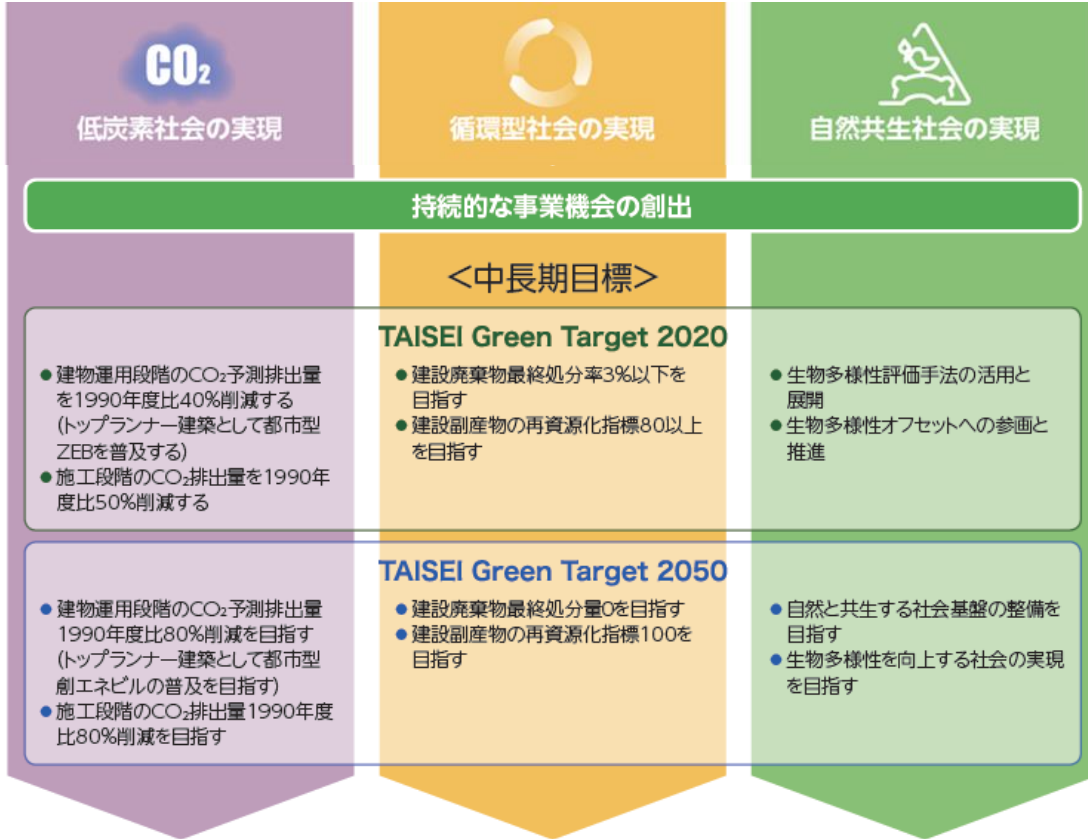 CO₂
低炭素社会の実現
循環型社会の実現
自然共生社会の実現
持続的な事業機会の創出
＜中長期目標＞
TAISEI Green Target 2020
● 建物運用段階のCO₂予測排出量
を1990年度比40%削減する
(トップランナー建築として都市型
ZEBを普及する)
● 施工段階のCO₂排出量を1990年
度比50%削減する
● 建設廃棄物最終処分率3%以下を
目指す
● 建設副産物の再資源化指標80以上
を目指す
● 生物多様性評価手法の活用と
展開
● 生物多様性オフセットへの参画と
推進
TAISEI Green Target 2050
● 建物運用段階のCO₂予測排出量
1990年度比80%削減を目指す
(トップランナー建築として都市型
創エネビルの普及を目指す)
● 施工段階のCO₂排出量1990年度
比80%削減を目指す
● 建設廃棄物最終処分量0を目指す
● 建設副産物の再資源化指標100を
目指す
● 自然と共生する社会基盤の整備を
目指す
● 生物多様性を向上する社会の実現
を目指す